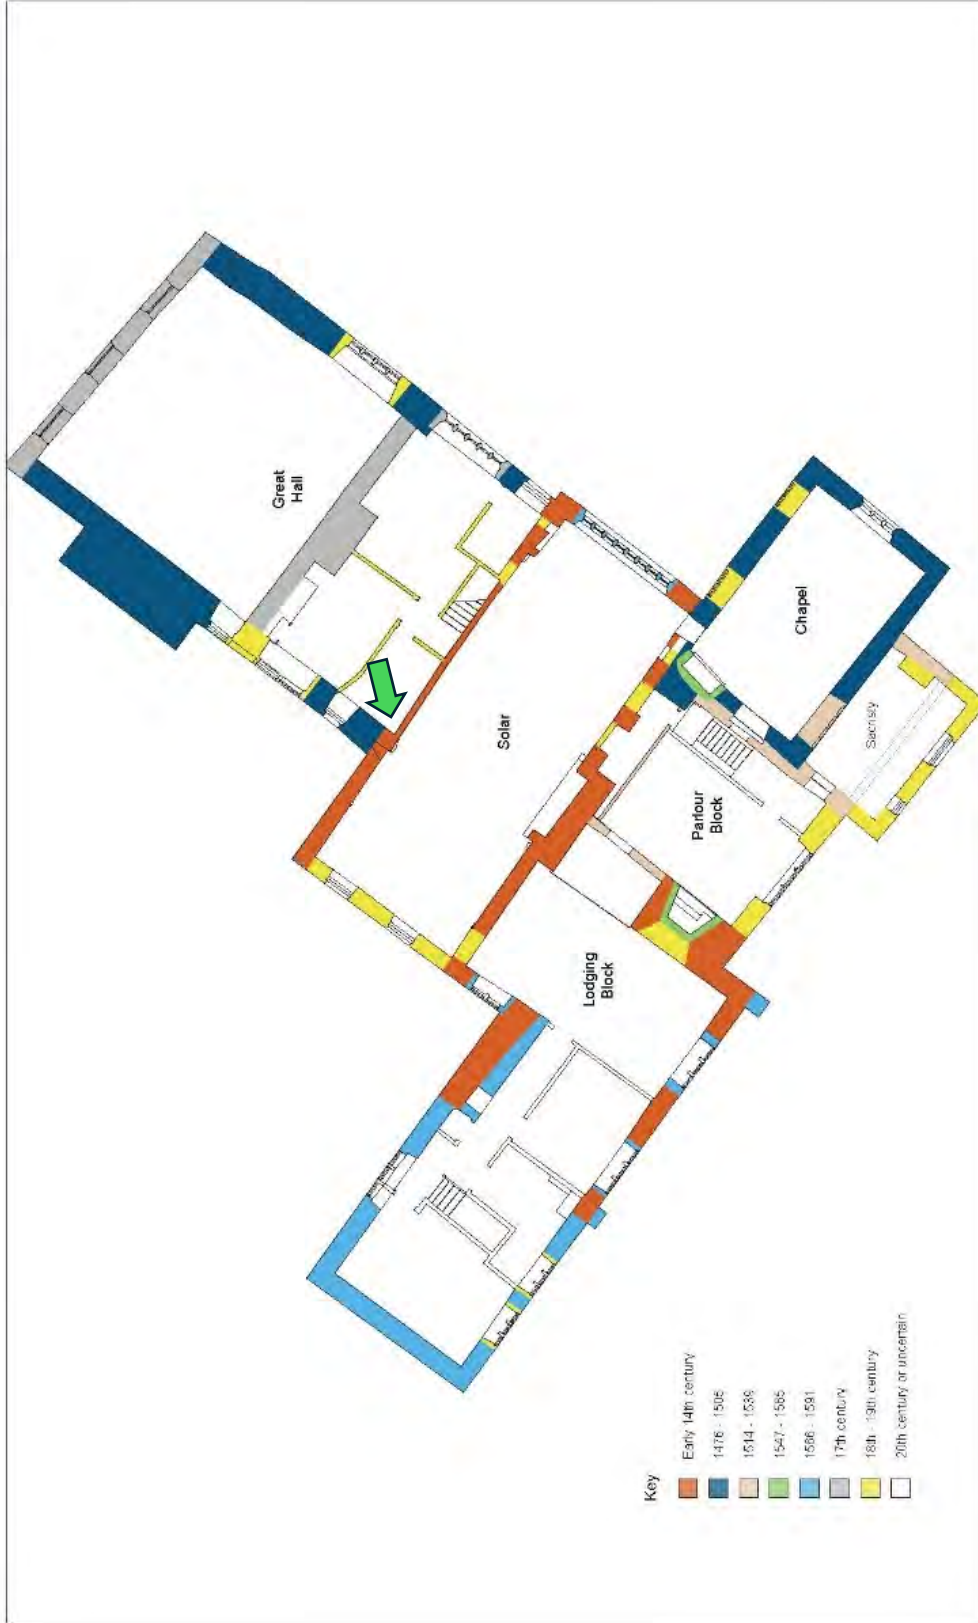 Great
Hall
Solar
Chapel
Sacristy
Parlour
Block
Lodging
Block
Key
Early 14th century
1476 - 1505
1514 - 1539
1547 - 1565
1566 - 1591
17th century
18th - 19th century
20th century or uncertain